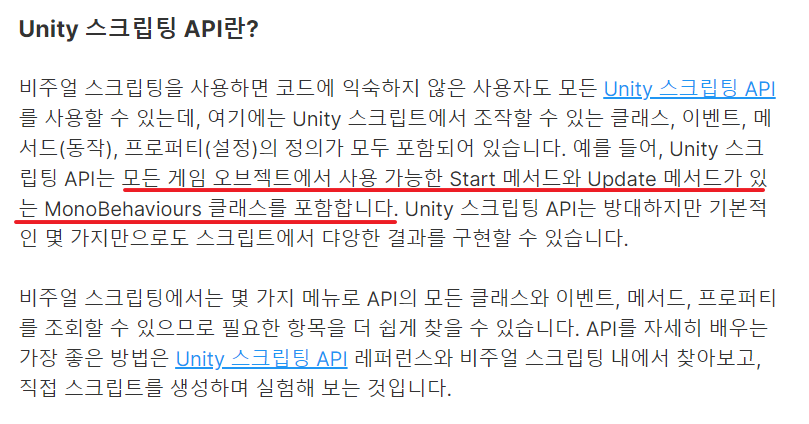 Unity 스크립팅 API란?
비주얼 스크립팅을 사용하면 코드에 익숙하지 않은 사용자도 모든 Unity 스크립팅 API
를 사용할 수 있는데, 여기에는 Unity 스크립트에서 조작할 수 있는 클래스, 이벤트, 메
서드(동작), 프로퍼티(설정)의 정의가 모두 포함되어 있습니다. 예를 들어, Unity 스크
립팅 API는 모든 게임 오브젝트에서 사용 가능한 Start 메서드와 Update 메서드가 있
는 MonoBehaviours 클래스를 포함합니다. Unity 스크립팅 API는 방대하지만 기본적
인 몇 가지만으로도 스크립트에서 댜앙한 결과를 구현할 수 있습니다.
비주얼 스크립팅에서는 몇 가지 메뉴로 API의 모든 클래스와 이벤트, 메서드, 프로퍼티
를 조회할 수 있으므로 필요한 항목을 더 쉽게 찾을 수 있습니다. API를 자세히 배우는
가장 좋은 방법은 Unity 스크립팅 API 레퍼런스와 비주얼 스크립팅 내에서 찾아보고,
직접 스크립트를 생성하며 실험해 보는 것입니다.